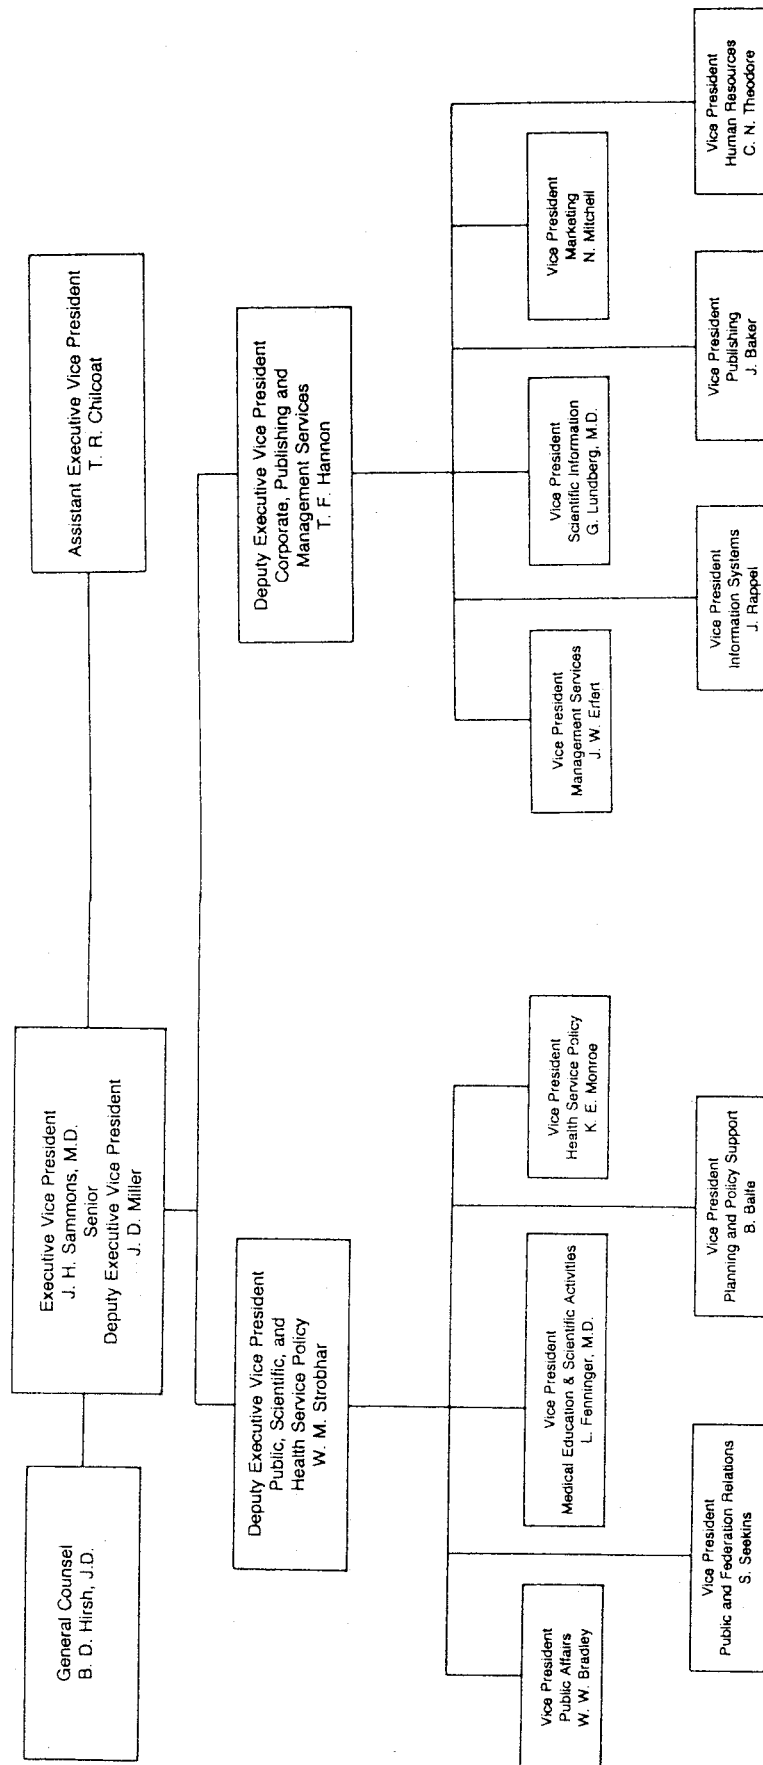 General Counsel
B. D. Hirsh, J.D.
Executive Vice President
J. H. Sammons, M.D.
Senior
Deputy Executive Vice President
J. D. Miller
Assistant Executive Vice President
T. R. Chilcoat
Deputy Executive Vice President
Public, Scientific, and
Health Service Policy
W. M. Strobhar
Deputy Executive Vice President
Corporate, Publishing and
Management Services
T. F. Hannon
Vice President
Public Affairs
W. W. Bradley
Vice President
Medical Education & Scientific Activities
L. Fenninger, M.D.
Vice President
Health Service Policy
K. E. Monroe
Vice President
Management Services
J. W. Erfert
Vice President
Scientific Information
G. Lundberg, M.D.
Vice President
Marketing
N. Mitchell
Vice President
Public and Federation Relations
S. Seekins
Vice President
Planning and Policy Support
B. Balfe
Vice President
Information Systems
J. Rappel
Vice President
Publishing
J. Baker
Vice President
Human Resources
C. N. Theodore